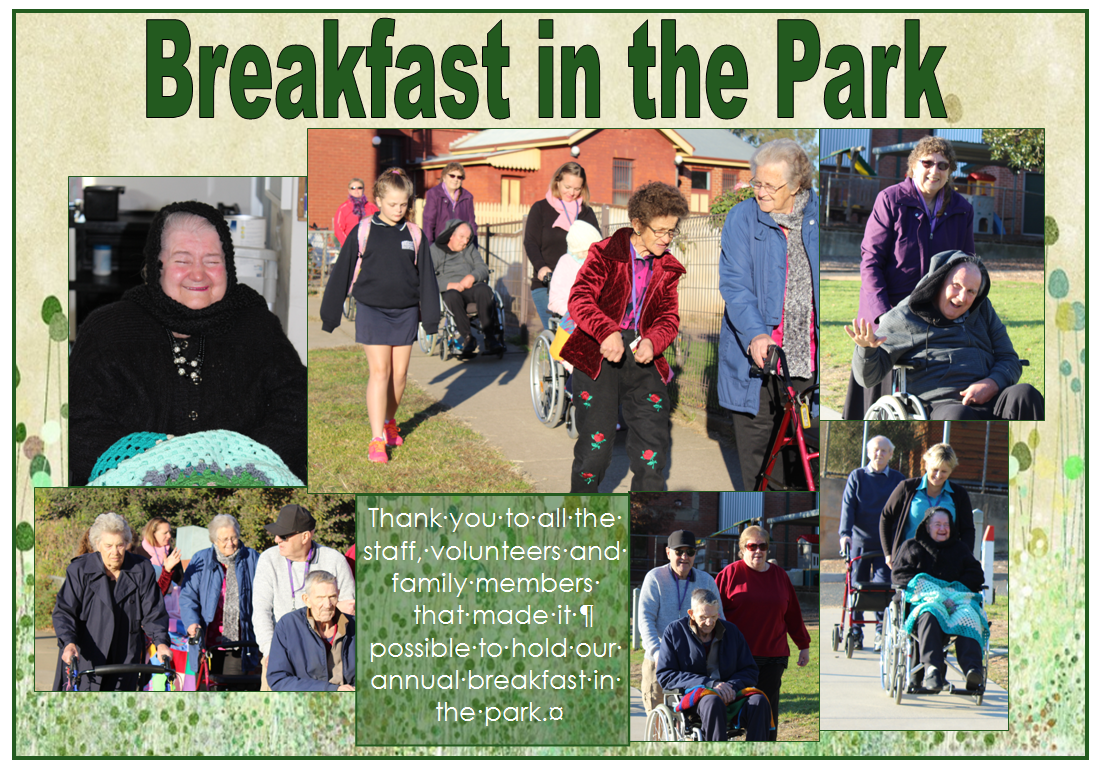 Breakfast in the Park
Thank·you·to·all·the·
staff,·volunteers·and·
family·members·
that·made·it·¶
possible·to·hold·our·
annual·breakfast·in·
the·park.¤